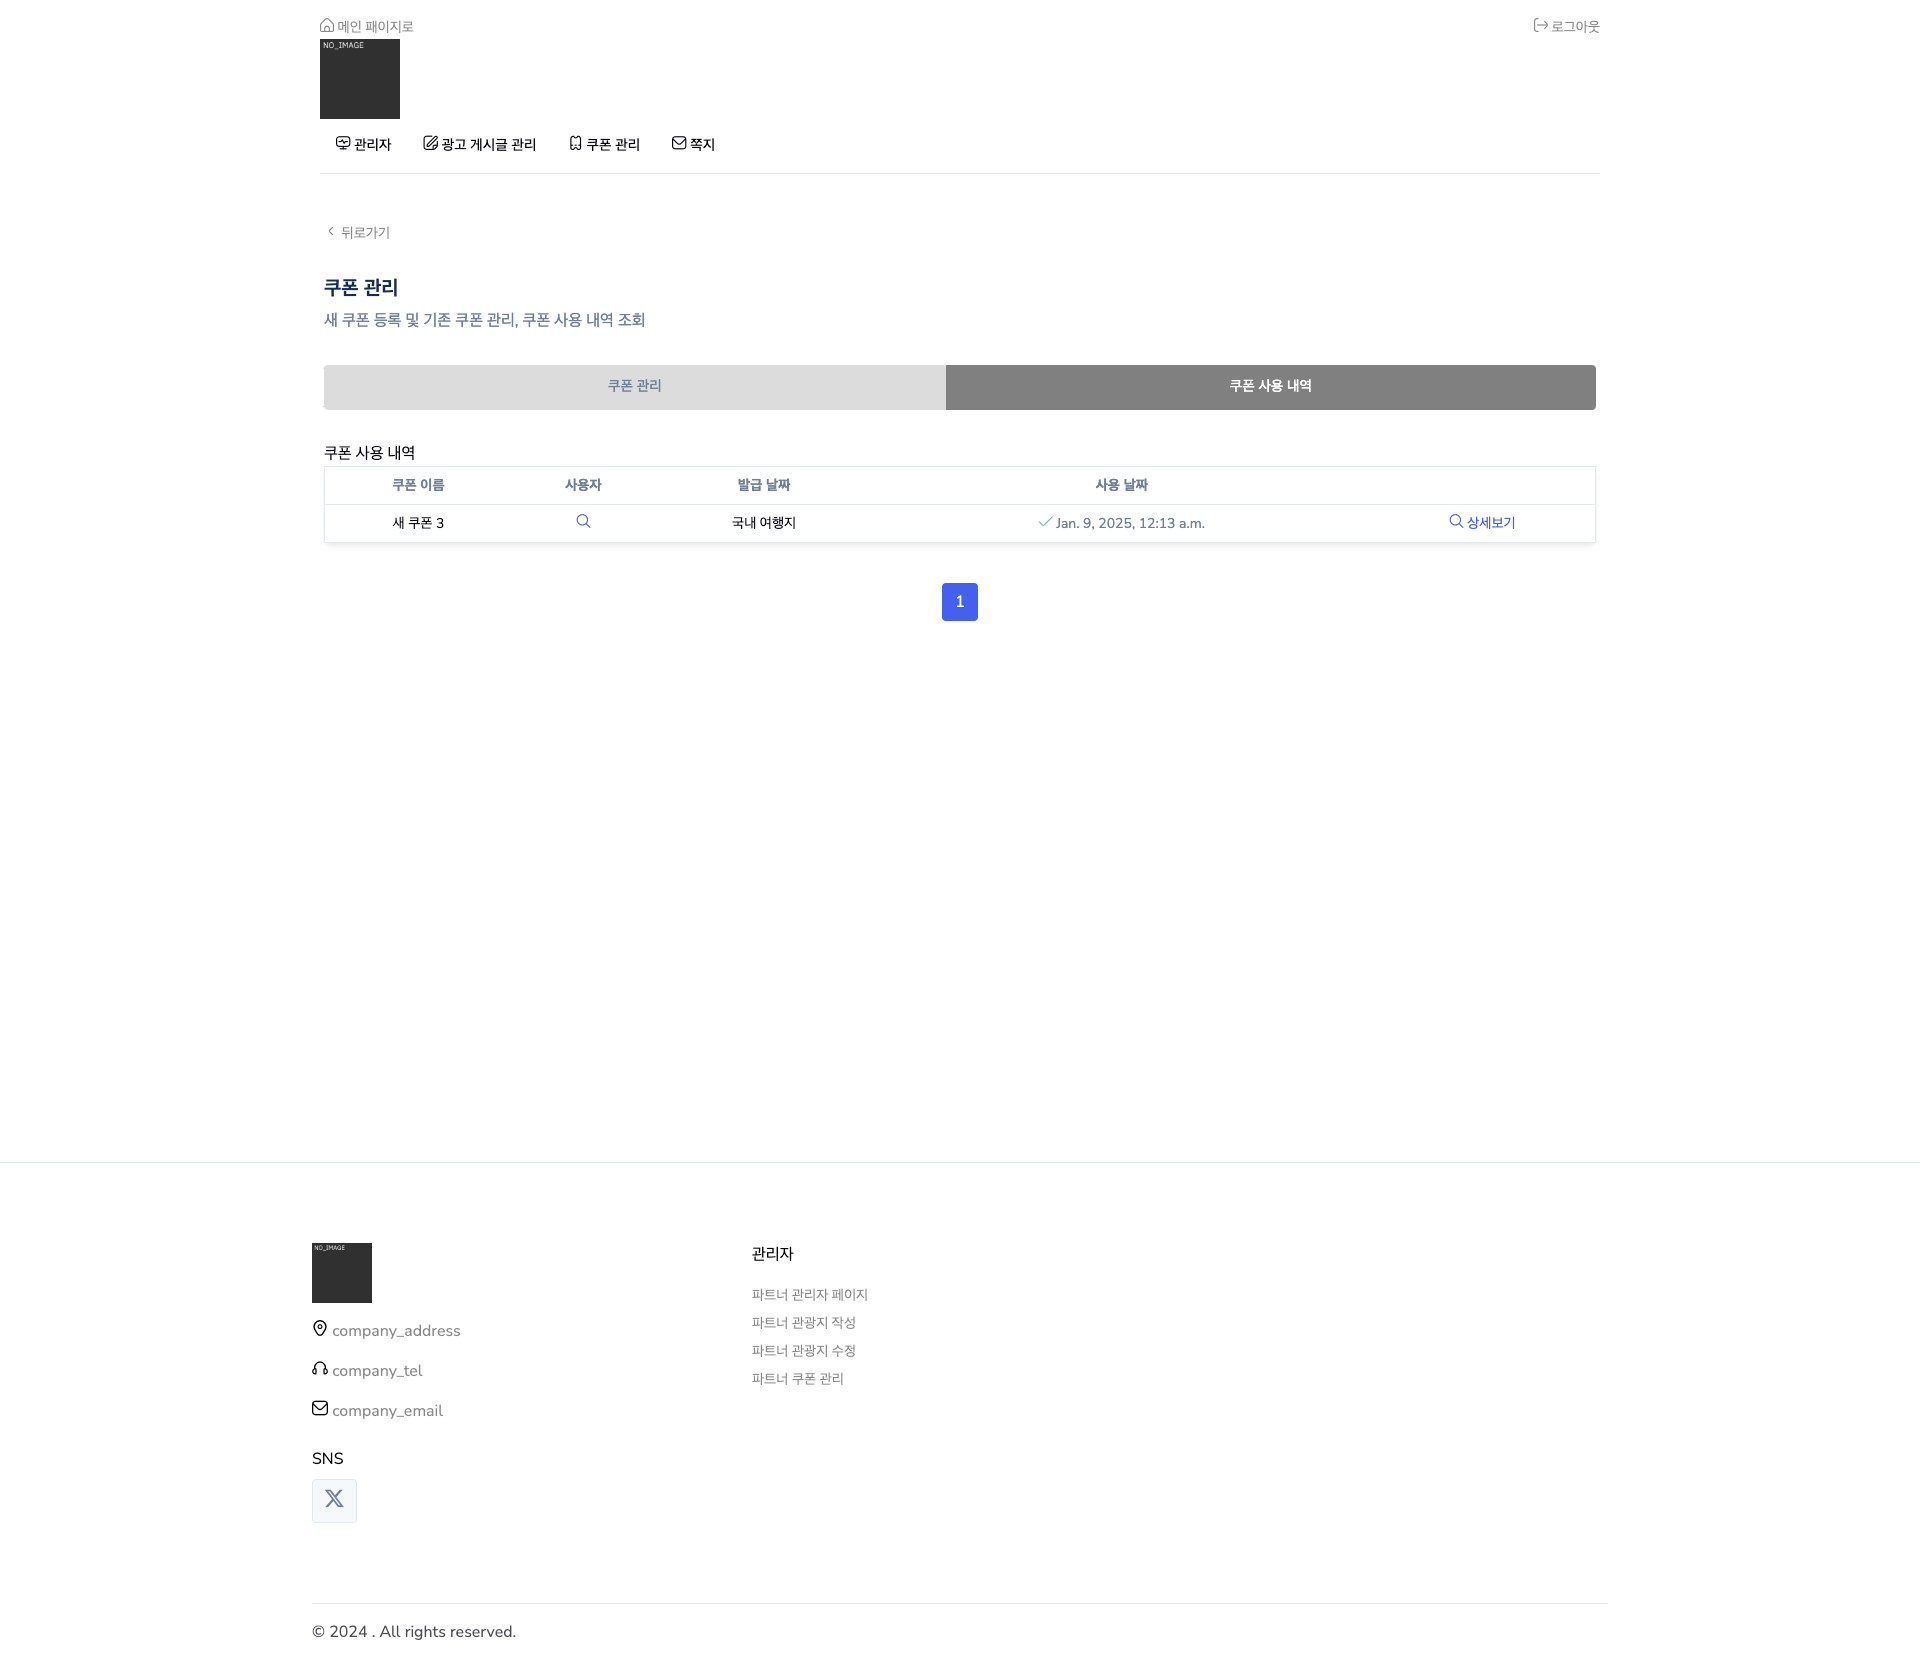 메인 패이지로
로그아웃
NO_IMAGE
관리자 광고 게시글 관리 쿠폰 관리 쪽지
뒤로가기
쿠폰 관리
새 쿠폰 등록 및 기존 쿠폰 관리, 쿠폰 사용 내역 조회
쿠폰 관리 쿠폰 사용 내역
쿠폰 사용 내역
쿠폰 이름 사용자 발급 날짜 사용 날짜
새 쿠폰 3 국내 여행지 Jan. 9, 2025, 12:13 a.m. 상세보기
1
NO_IMAGE
company_address
company_tel
company_email
SNS
관리자
파트너 관리자 페이지
파트너 관광지 작성
파트너 관광지 수정
파트너 쿠폰 관리
© 2024 . All rights reserved.